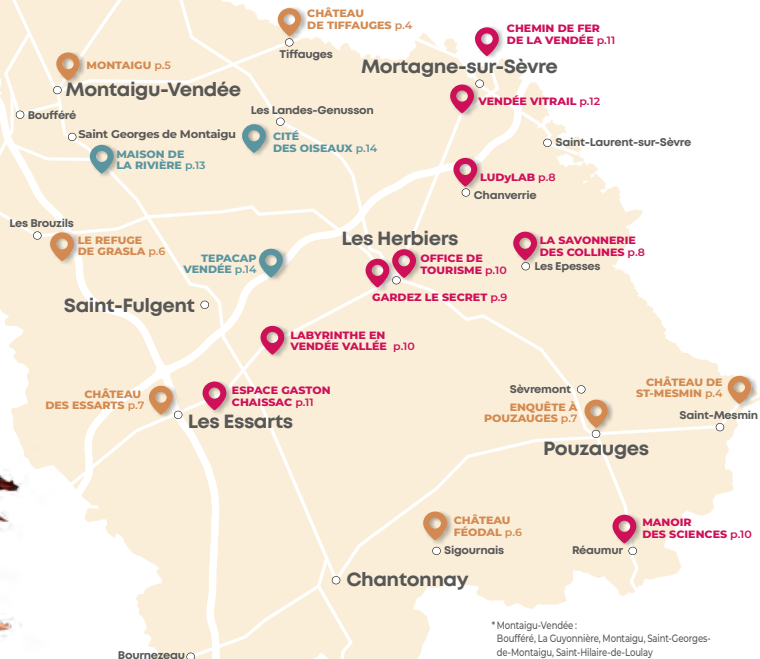 CHÂTEAU
DE TIFFAUGES p.4
Tiffauges
CHEMIN DE FER
DE LA VENDÉE p.11
MONTAIGU p.5
Mortagne-sur-Sèvre
Montaigu-Vendée
VENDÉE VITRAIL p.12
Boufféré
Les Landes-Genusson
Saint Georges de Montaigu
CITÉ
DES OISEAUX p.14
Saint-Laurent-sur-Sèvre
MAISON DE
LA RIVIÈRE p.13
LUDyLAB p.8
Chanverrie
Les Brouzils
LE REFUGE
DE GRASLA p.6
Les Herbiers
LA SAVONNERIE
DES COLLINES p.8
Les Epesses
TEPACAP
VENDÉE p.14
OFFICE DE
TOURISME p.10
GARDEZ LE SECRET p.9
Saint-Fulgent
LABYRINTHE EN
VENDÉE VALLÉE p.10
CHÂTEAU
DES ESSARTS p.7
ESPACE GASTON
CHAISSAC p.11
Les Essarts
Sèvremont
CHÂTEAU DE
ST-MESMIN p.4
Saint-Mesmin
ENQUÊTE À
POUZAUGES p.7
Pouzauges
CHÂTEAU
FÉODAL p.6
Sigournais
MANOIR
DES SCIENCES p.10
Réaumur
Chantonnay
* Montaigu-Vendée :
Boufféré, La Guyonnière, Montaigu, Saint-Georges-
de-Montaigu, Saint-Hilaire-de-Loulay
Bournezeau